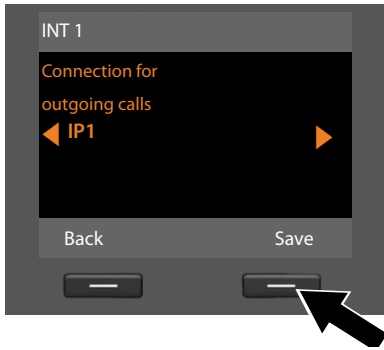 INT 1
Connection for
outgoing calls
IP1
Back Save